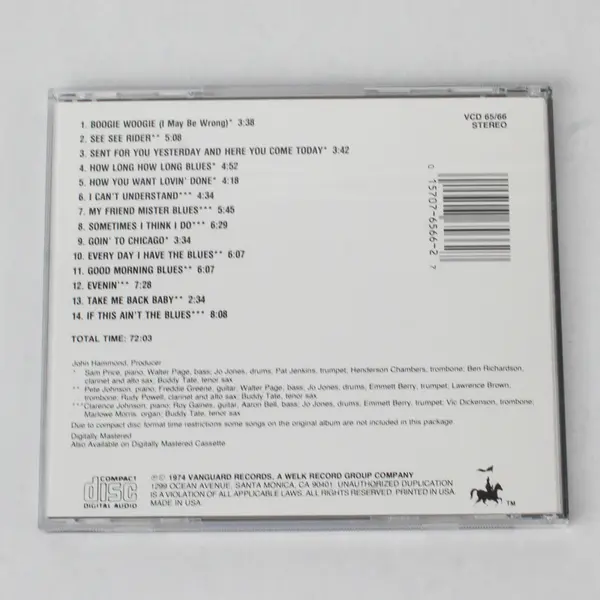 VCD 65/66
STEREO
1. BOOGIE WOOGIE (I May Be Wrong)* 3:38
2. SEE SEE RIDER** 5:08
3. SENT FOR YOU YESTERDAY AND HERE YOU COME TODAY* 3:42
4. HOW LONG HOW LONG BLUES* 4:52
5. HOW YOU WANT LOVIN' DONE* 4:18
6. I CAN'T UNDERSTAND*** 4:34
7. MY FRIEND MISTER BLUES*** 5:45
8. SOMETIMES I THINK I DO*** 6:29
9. GOIN' TO CHICAGO* 3:34
10. EVERY DAY I HAVE THE BLUES** 6:07
11. GOOD MORNING BLUES** 6:07
12. EVENIN'** 7:28
13. TAKE ME BACK BABY** 2:34
14. IF THIS AIN'T THE BLUES*** 8:08
TOTAL TIME: 72:03
0 15707-6566-2 7
John Hammond, Producer
* Sam Price, piano, Walter Page, bass; Jo Jones, drums, Pat Jenkins, trumpet, Henderson Chambers, trombone; Ben Richardson,
clarinet and alto sax; Buddy Tate, tenor sax
** Pete Johnson, piano; Freddie Greene, guitar; Walter Page, bass; Jo Jones, drums, Emmett Berry, trumpet; Lawrence Brown,
trombone; Rudy Powell, clarinet and alto sax; Buddy Tate, tenor sax
***Clarence Johnson, piano; Roy Gaines, guitar, Aaron Bell, bass; Jo Jones, drums, Emmett Berry, trumpet; Vic Dickenson, trombone;
Marlowe Morris, organ; Buddy Tate, tenor sax
Due to compact disc format time restrictions some songs on the original album are not included in this package.
Digitally Mastered
Also Available on Digitally Mastered Cassette
COMPACT
disc
DIGITAL AUDIO
℗© 1974 VANGUARD RECORDS, A WELK RECORD GROUP COMPANY
1299 OCEAN AVENUE, SANTA MONICA, CA 90401. UNAUTHORIZED DUPLICATION
IS A VIOLATION OF ALL APPLICABLE LAWS. ALL RIGHTS RESERVED. PRINTED IN USA.
MADE IN USA.
TM